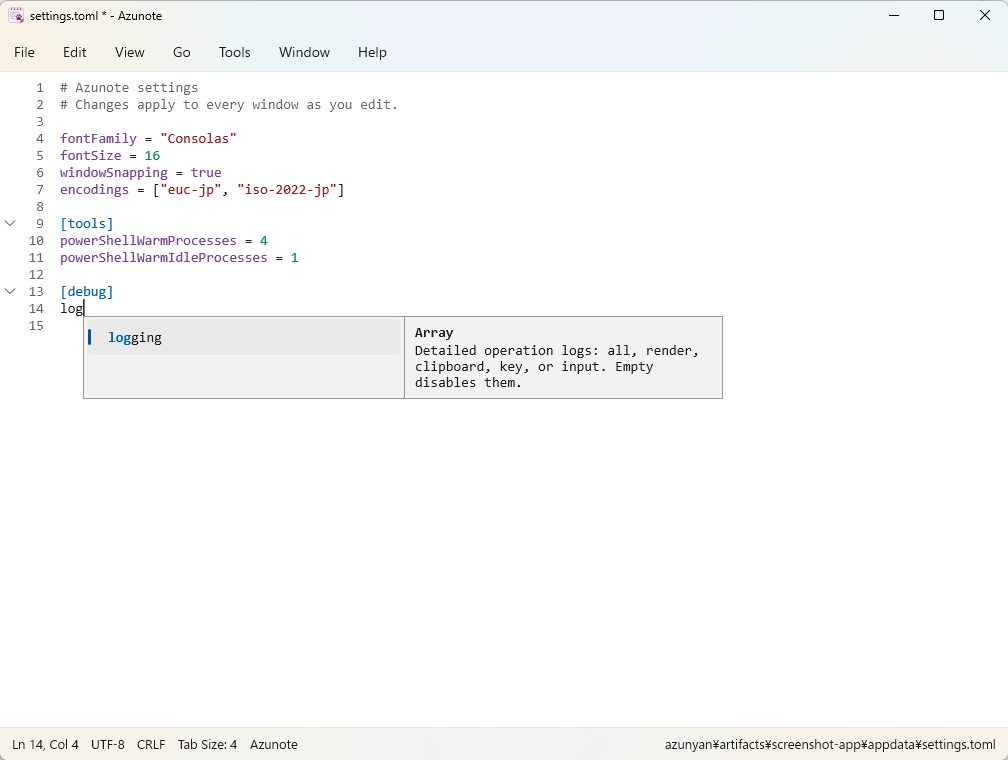 settings.toml * - Azunote
File Edit View Go Tools Window Help
1 # Azunote settings
2 # Changes apply to every window as you edit.
3
4 fontFamily = "Consolas"
5 fontSize = 16
6 windowSnapping = true
7 encodings = ["euc-jp", "iso-2022-jp"]
8
9 [tools]
10 powerShellWarmProcesses = 4
11 powerShellWarmIdleProcesses = 1
12
13 [debug]
14 log
15
logging
Array
Detailed operation logs: all, render,
clipboard, key, or input. Empty
disables them.
Ln 14, Col 4 UTF-8 CRLF Tab Size: 4 Azunote azunyan¥artifacts¥screenshot-app¥appdata¥settings.toml